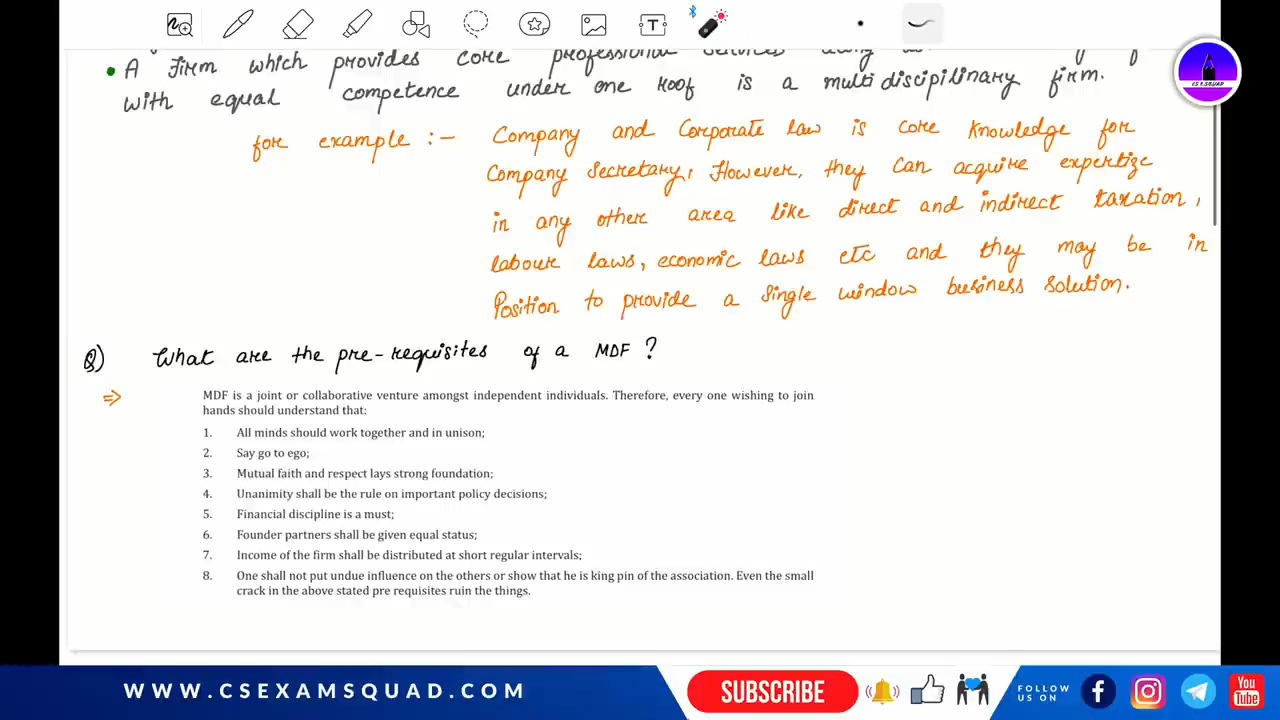 A firm which provides core professional services along
with equal competence under one roof is a multidisciplinary firm.
for example :- Company and Corporate law is core knowledge for
Company Secretary, However, they can acquire expertize
in any other area like direct and indirect taxation,
labour laws, economic laws etc and they may be in
Position to provide a single window business solution.
Q) What are the pre-requisites of a MDF ?
⇒ MDF is a joint or collaborative venture amongst independent individuals. Therefore, every one wishing to join
hands should understand that:
1. All minds should work together and in unison;
2. Say go to ego;
3. Mutual faith and respect lays strong foundation;
4. Unanimity shall be the rule on important policy decisions;
5. Financial discipline is a must;
6. Founder partners shall be given equal status;
7. Income of the firm shall be distributed at short regular intervals;
8. One shall not put undue influence on the others or show that he is king pin of the association. Even the small
crack in the above stated pre requisites ruin the things.
CS E SQUAD
WWW.CSEXAMSQUAD.COM
SUBSCRIBE
FOLLOW
US ON
You
Tube